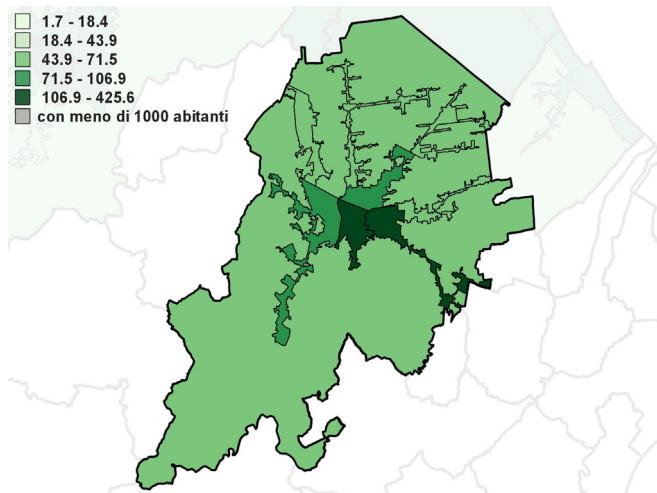 1.7 - 18.4
18.4 - 43.9
43.9 - 71.5
71.5 - 106.9
106.9 - 425.6
con meno di 1000 abitanti